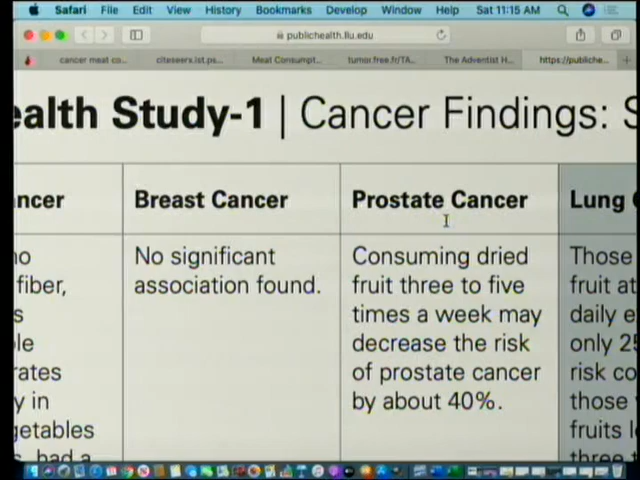 Safari File Edit View History Bookmarks Develop Window Help Sat 11:15 AM
publichealth.llu.edu
cancer meat co... citeseerx.ist.ps... Meat Consumpt... tumor.free.fr/TA... The Adventist H... https://publiche...
ealth Study-1 | Cancer Findings: S
ncer
no
fiber,
s
le
rates
y in
getables
s, had a
Breast Cancer
No significant
association found.
Prostate Cancer
Consuming dried
fruit three to five
times a week may
decrease the risk
of prostate cancer
by about 40%.
Lung
Those
fruit at
daily e
only 2
risk co
those
fruits l
three t